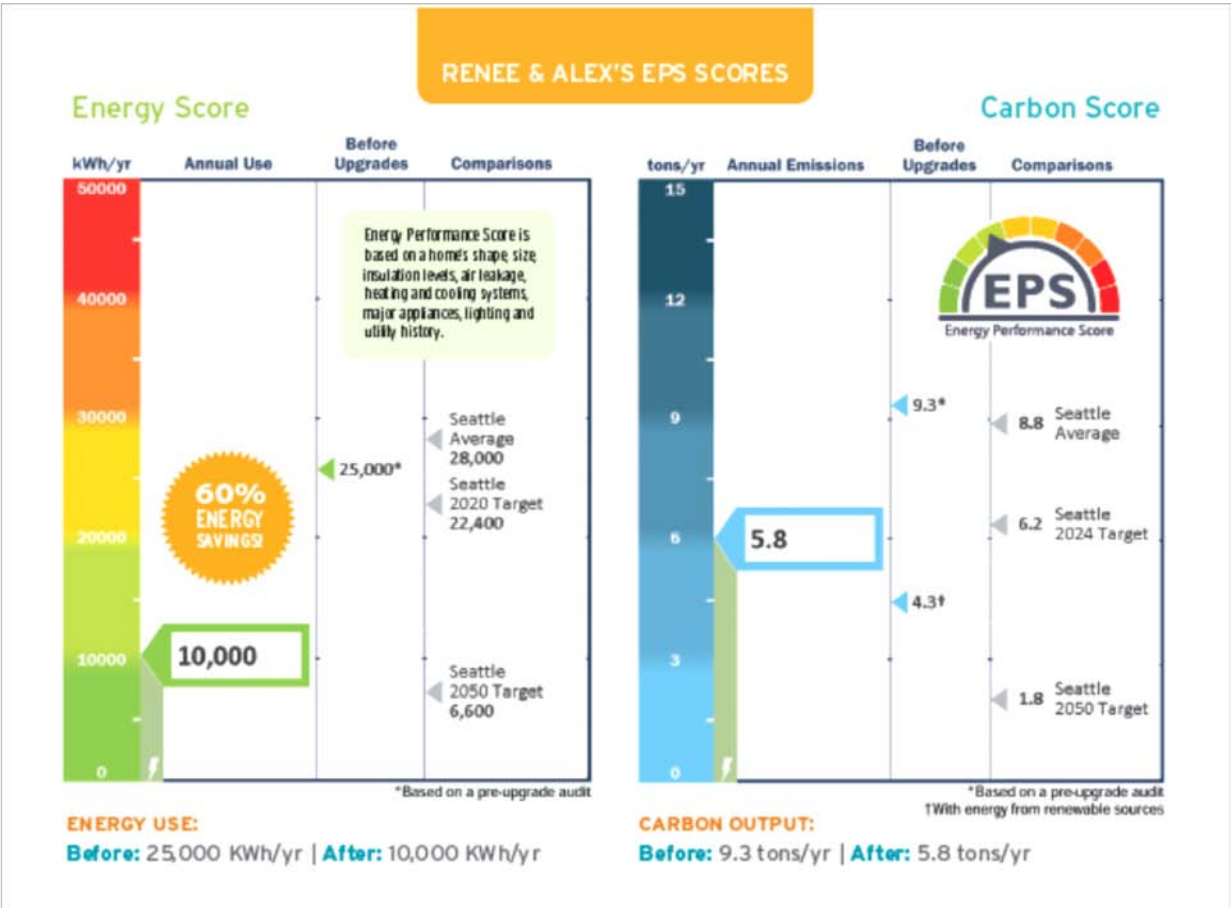 RENEE & ALEX'S EPS SCORES
Energy Score
kWh/yr
Annual Use
Before
Upgrades
Comparisons
50000
40000
30000
20000
10000
0
Energy Performance Score is
based on a home's shape, size,
insulation levels, air leakage,
heating and cooling systems,
major appliances, lighting and
utility history.
60%
ENERGY
SAVINGS!
10,000
25,000*
Seattle
Average
28,000
Seattle
2020 Target
22,400
Seattle
2050 Target
6,600
*Based on a pre-upgrade audit
ENERGY USE:
Before: 25,000 KWh/yr | After: 10,000 KWh/yr
Carbon Score
tons/yr
Annual Emissions
Before
Upgrades
Comparisons
15
12
9
6
3
0
EPS
Energy Performance Score
5.8
9.3*
4.3†
8.8 Seattle
Average
6.2 Seattle
2024 Target
1.8 Seattle
2050 Target
*Based on a pre-upgrade audit
†With energy from renewable sources
CARBON OUTPUT:
Before: 9.3 tons/yr | After: 5.8 tons/yr